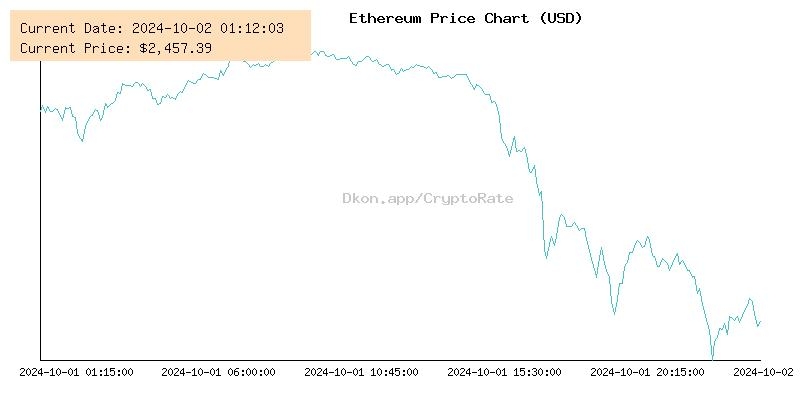 Ethereum Price Chart (USD)
Current Date: 2024-10-02 01:12:03
Current Price: $2,457.39
Dkon.app/CryptoRate
2024-10-01 01:15:00 2024-10-01 06:00:00 2024-10-01 10:45:00 2024-10-01 15:30:00 2024-10-01 20:15:00 2024-10-02